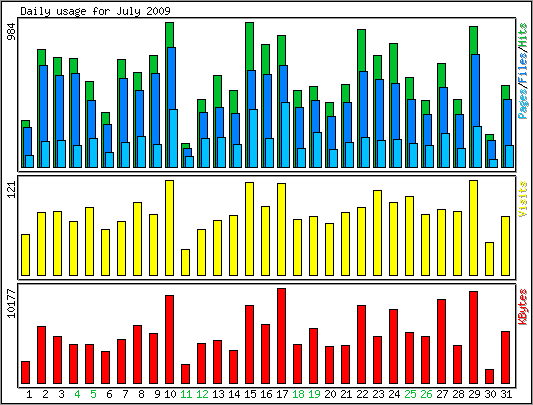 Daily usage for July 2009
984
Pages/Files/Hits
121
Visits
10177
KBytes
1 2 3 4 5 6 7 8 9 10 11 12 13 14 15 16 17 18 19 20 21 22 23 24 25 26 27 28 29 30 31